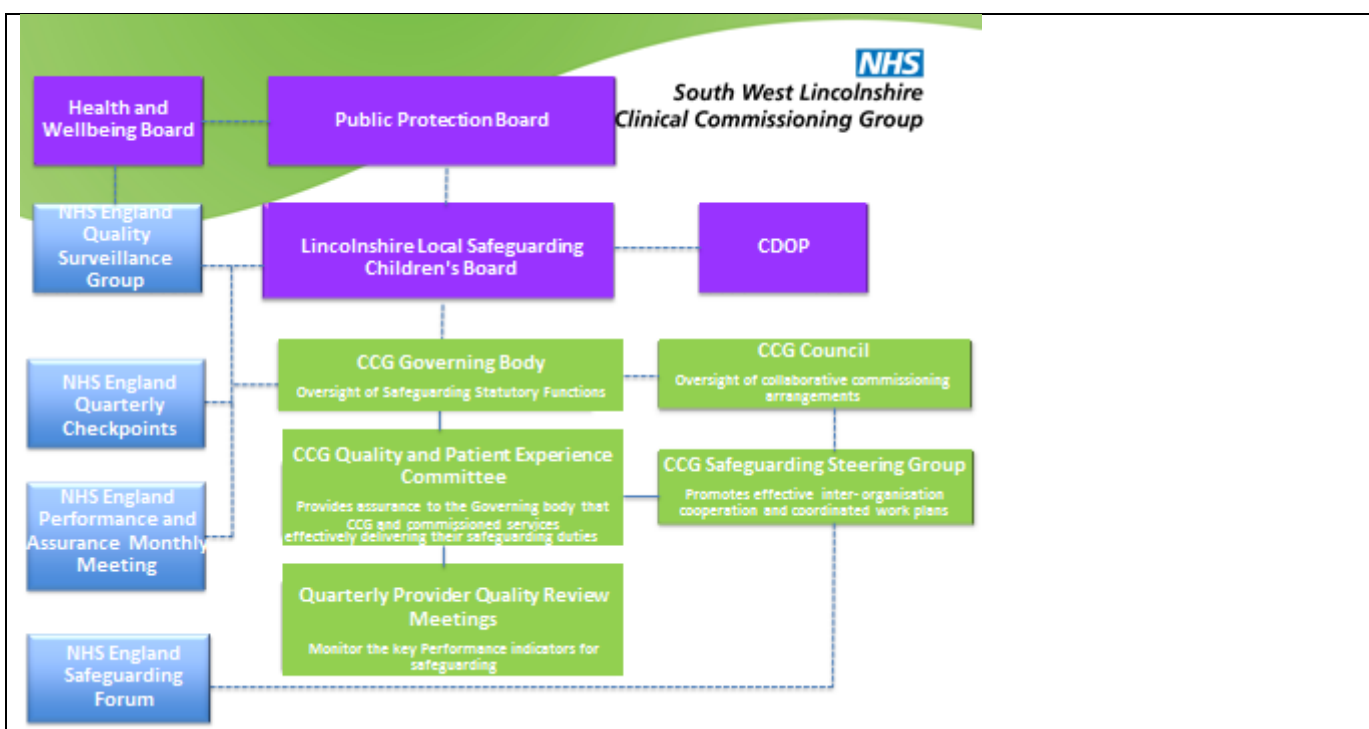 NHS
South West Lincolnshire
Clinical Commissioning Group
Health and
Wellbeing Board
Public Protection Board
NHS England
Quality
Surveillance
Group
Lincolnshire Local Safeguarding
Children's Board
CDOP
CCG Governing Body
Oversight of Safeguarding Statutory Functions
CCG Council
Oversight of collaborative commissioning
arrangements
NHS England
Quarterly
Checkpoints
CCG Quality and Patient Experience
Committee
Provides assurance to the Governing body that
CCG and commissioned services
effectively delivering their safeguarding duties
CCG Safeguarding Steering Group
Promotes effective inter- organisation
cooperation and coordinated work plans
NHS England
Performance and
Assurance Monthly
Meeting
Quarterly Provider Quality Review
Meetings
Monitor the key Performance indicators for
safeguarding
NHS England
Safeguarding
Forum